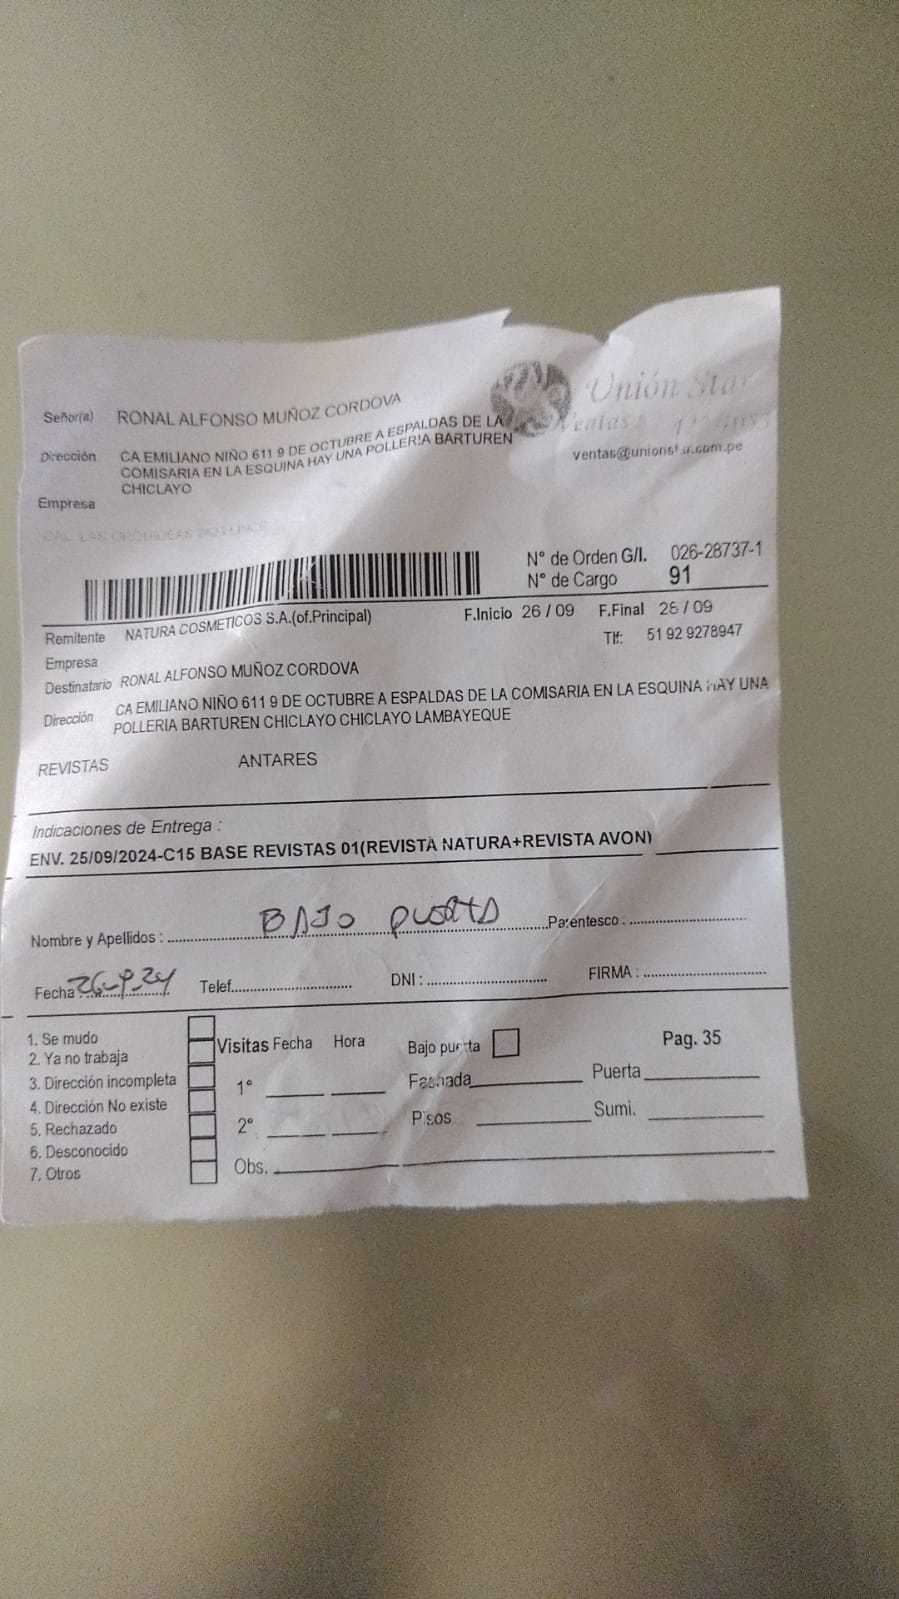 Señor(a) RONAL ALFONSO MUÑOZ CORDOVA
Unión Star
Dirección CA EMILIANO NIÑO 611 9 DE OCTUBRE A ESPALDAS DE LA
COMISARIA EN LA ESQUINA HAY UNA POLLERIA BARTUREN
CHICLAYO
ventas@unionstar.com.pe
Empresa
N° de Orden G/I. 026-28737-1
N° de Cargo 91
Remitente NATURA COSMETICOS S.A.(of.Principal) F.Inicio 26 / 09 F.Final 26 / 09
Empresa Tlf: 51 92 9278947
Destinatario RONAL ALFONSO MUÑOZ CORDOVA
Dirección CA EMILIANO NIÑO 611 9 DE OCTUBRE A ESPALDAS DE LA COMISARIA EN LA ESQUINA HAY UNA
POLLERIA BARTUREN CHICLAYO CHICLAYO LAMBAYEQUE
REVISTAS ANTARES
Indicaciones de Entrega :
ENV. 25/09/2024-C15 BASE REVISTAS 01(REVISTA NATURA+REVISTA AVON)
Nombre y Apellidos : BAJO PUERTA Parentesco :
Fecha 26-9-24 Telef. DNI : FIRMA :
1. Se mudo
2. Ya no trabaja
3. Dirección incompleta
4. Dirección No existe
5. Rechazado
6. Desconocido
7. Otros
Visitas Fecha Hora Bajo puerta Pag. 35
1° Fachada Puerta
2° Pisos Sumi.
Obs.